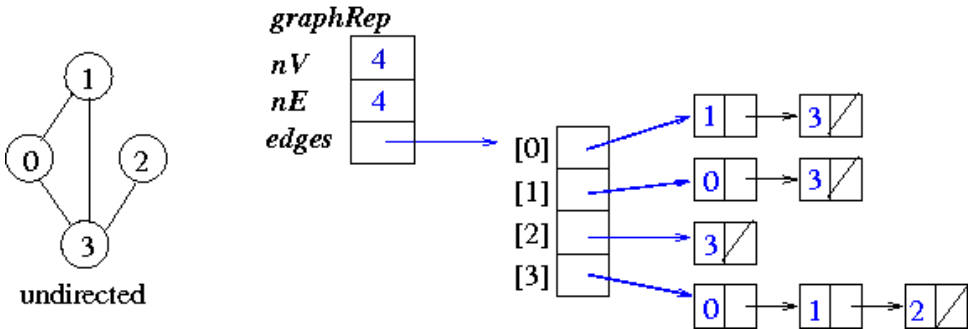 graphRep
nV 4
nE 4
edges
1
0
2
3
undirected
[0] 1 3
[1] 0 3
[2] 3
[3] 0 1 2